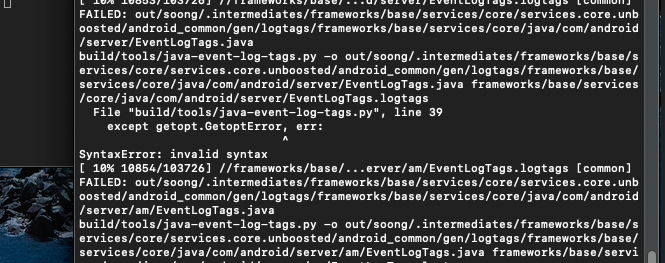 [ 10% 10853/103726] //frameworks/base/...d/server/EventLogTags.logtags [common]
FAILED: out/soong/.intermediates/frameworks/base/services/core/services.core.unb
oosted/android_common/gen/logtags/frameworks/base/services/core/java/com/android
/server/EventLogTags.java
build/tools/java-event-log-tags.py -o out/soong/.intermediates/frameworks/base/s
ervices/core/services.core.unboosted/android_common/gen/logtags/frameworks/base/
services/core/java/com/android/server/EventLogTags.java frameworks/base/services
/core/java/com/android/server/EventLogTags.logtags
  File "build/tools/java-event-log-tags.py", line 39
    except getopt.GetoptError, err:
                             ^
SyntaxError: invalid syntax
[ 10% 10854/103726] //frameworks/base/...erver/am/EventLogTags.logtags [common]
FAILED: out/soong/.intermediates/frameworks/base/services/core/services.core.unb
oosted/android_common/gen/logtags/frameworks/base/services/core/java/com/android
/server/am/EventLogTags.java
build/tools/java-event-log-tags.py -o out/soong/.intermediates/frameworks/base/s
ervices/core/services.core.unboosted/android_common/gen/logtags/frameworks/base/
services/core/java/com/android/server/am/EventLogTags.java frameworks/base/servi